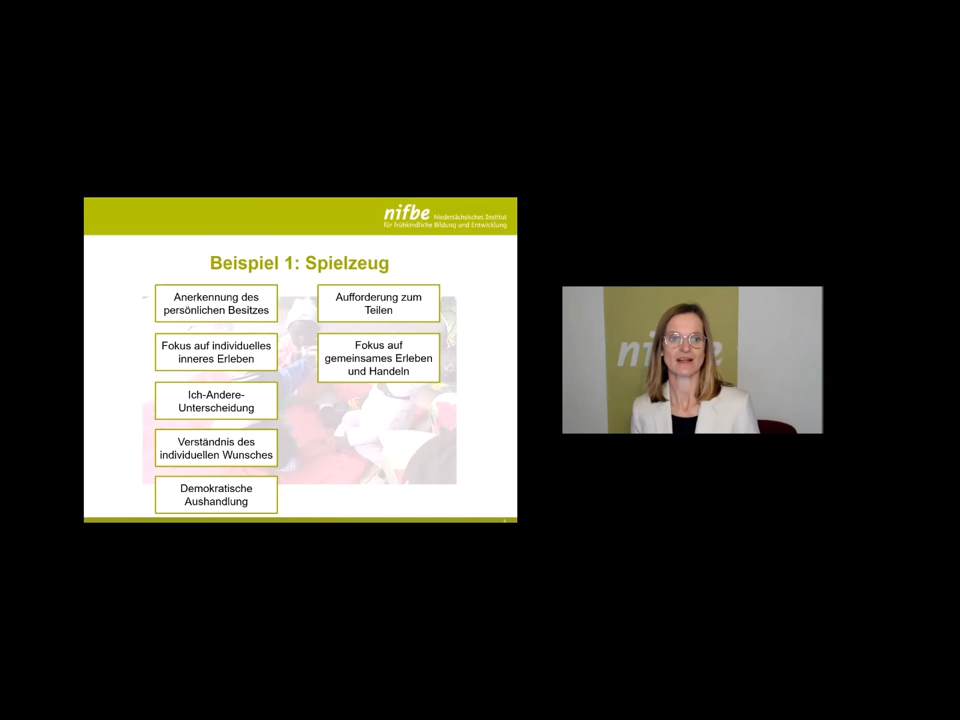 nifbe Niedersächsisches Institut
für frühkindliche Bildung und Entwicklung
Beispiel 1: Spielzeug
Anerkennung des
persönlichen Besitzes
Fokus auf individuelles
inneres Erleben
Ich-Andere-
Unterscheidung
Verständnis des
individuellen Wunsches
Demokratische
Aushandlung
Aufforderung zum
Teilen
Fokus auf
gemeinsames Erleben
und Handeln